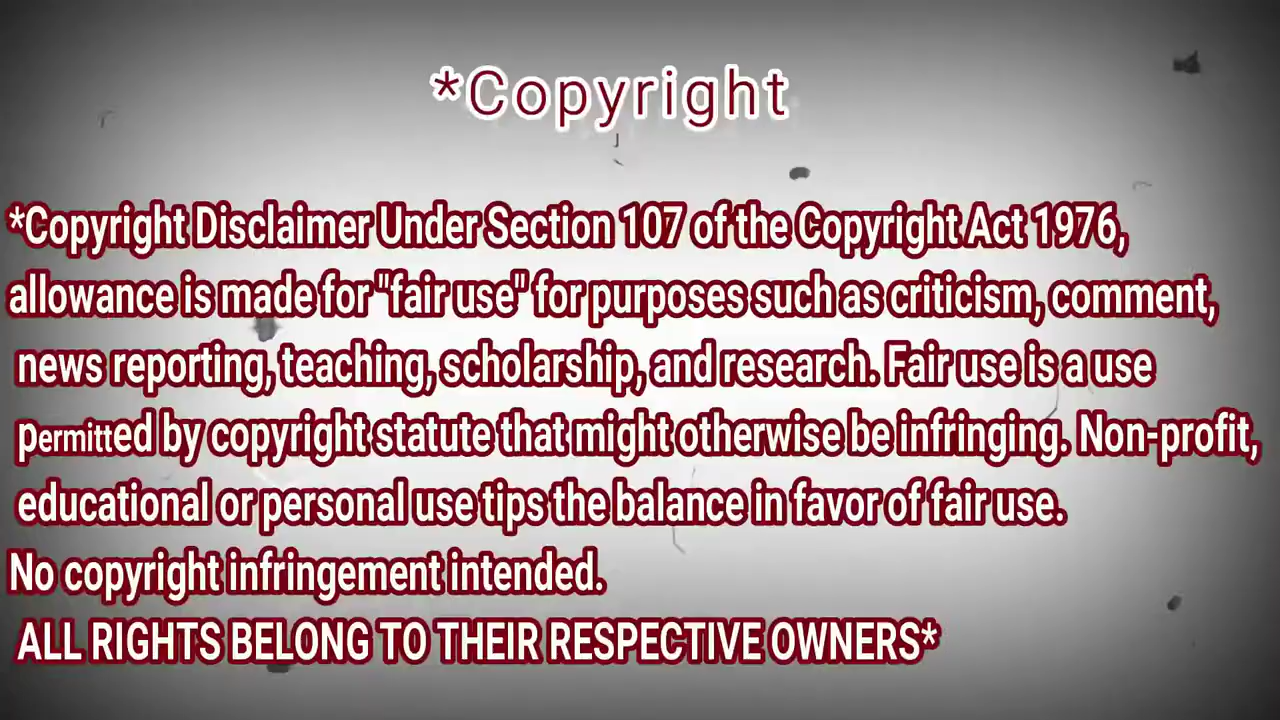 *Copyright
*Copyright Disclaimer Under Section 107 of the Copyright Act 1976,
allowance is made for "fair use" for purposes such as criticism, comment,
news reporting, teaching, scholarship, and research. Fair use is a use
permitted by copyright statute that might otherwise be infringing. Non-profit,
educational or personal use tips the balance in favor of fair use.
No copyright infringement intended.
ALL RIGHTS BELONG TO THEIR RESPECTIVE OWNERS*